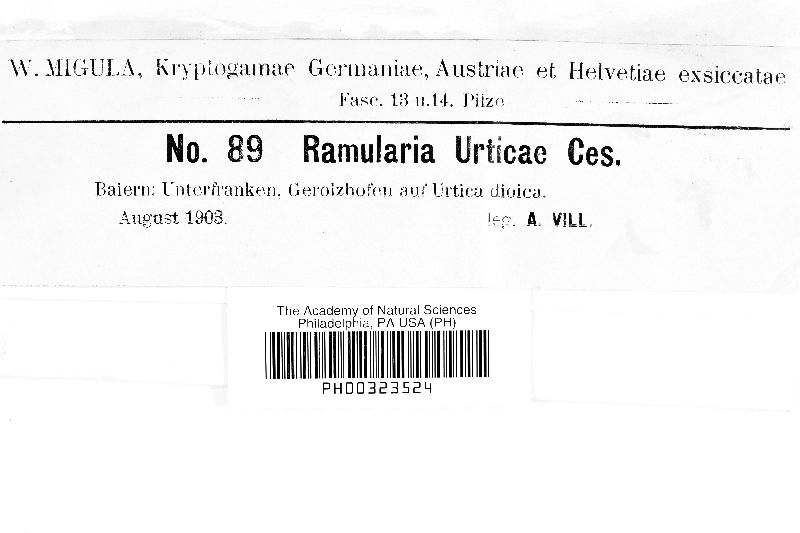 W. MIGULA, Kryptogamae Germaniae, Austriae et Helvetiae exsiccatae
Fasc. 13 u.14. Pilze
No. 89 Ramularia Urticae Ces.
Baiern: Unterfranken, Gerolzhofen auf Urtica dioica.
August 1903. leg. A. VILL.
The Academy of Natural Sciences
Philadelphia, PA USA (PH)
PH00323524